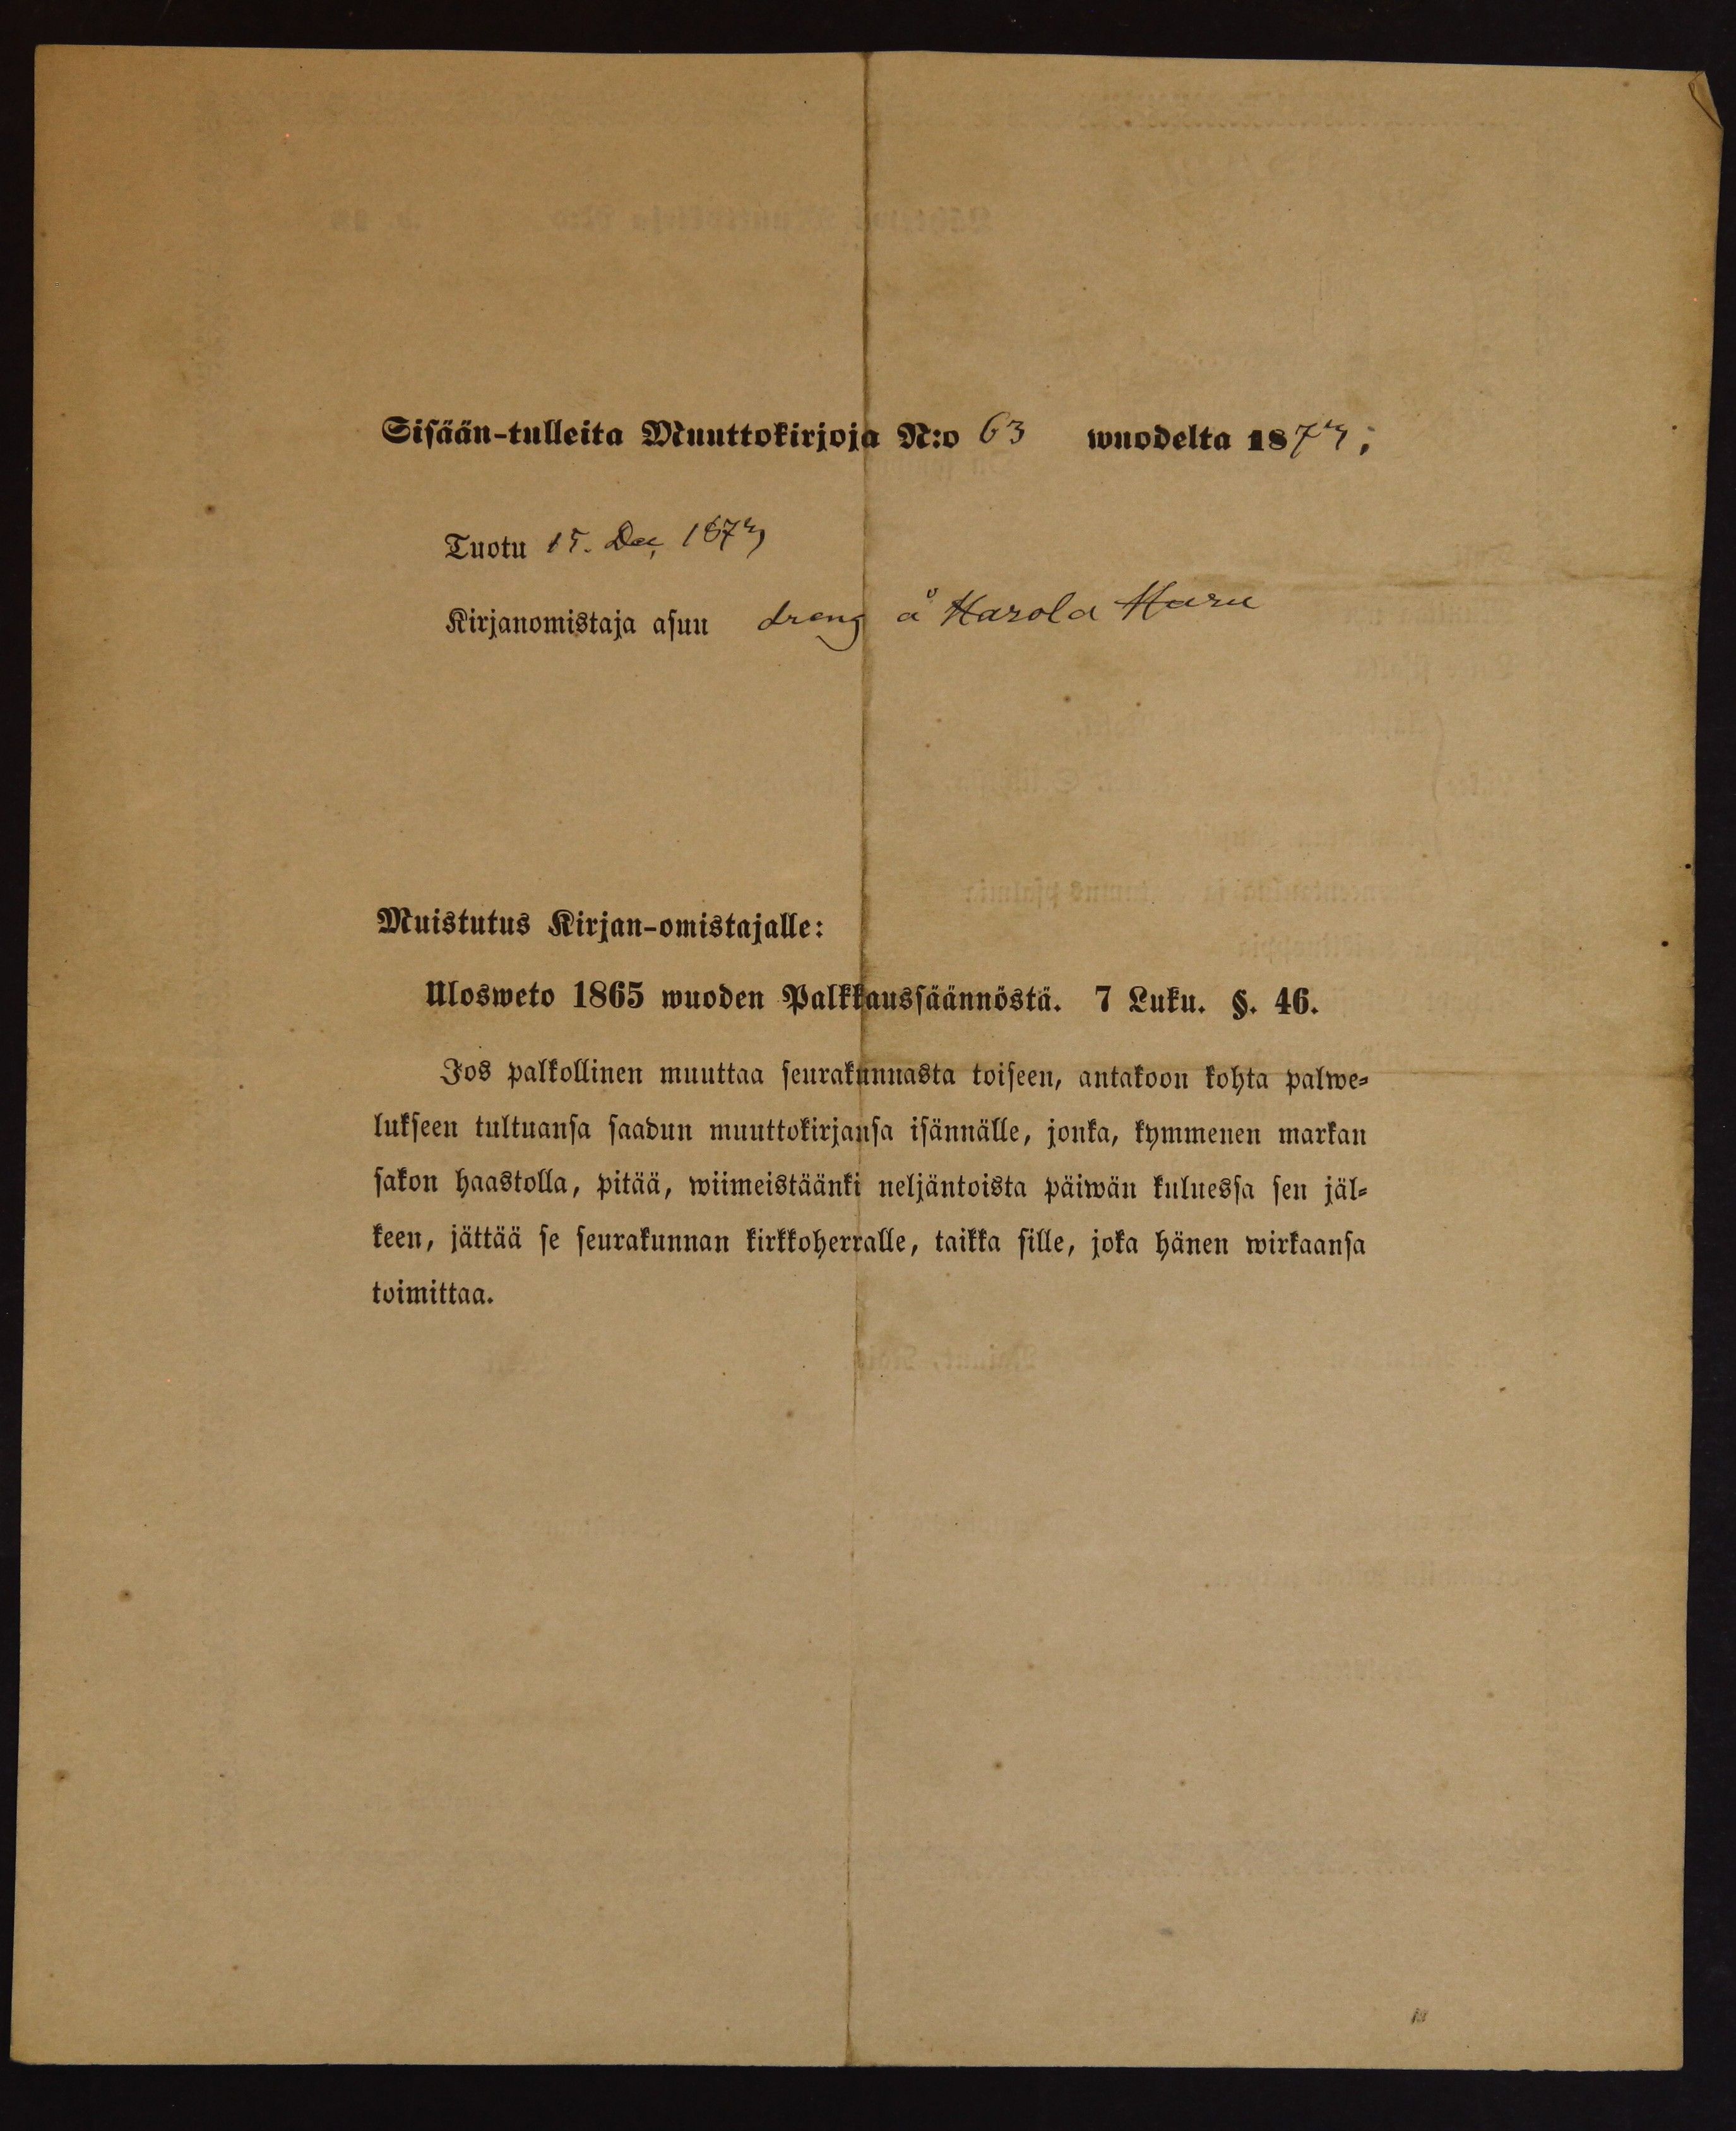 Sisään-tulleita Muuttokirjoja N:o 63 wuodelta 187
Tuotu 15. Dec, 187
Kirjanomistaja asuu dreng å Harola Haru
Muistutus Kirjan-omistajalle:
Ulosweto 1865 wuoden Palkkaussäännöstä. 7 Luku. §. 46.
Jos palkollinen muuttaa seurakunnasta toiseen, antakoon kohta palwe-
lukseen tultuansa saadun muuttokirjansa isännälle, jonka, kymmenen markan
sakon haastolla, pitää, wiimeistäänki neljäntoista päiwän kuluessa sen jäl-
keen, jättää se seurakunnan kirkkoherralle, taikka sille, joka hänen wirkaansa
toimittaa.